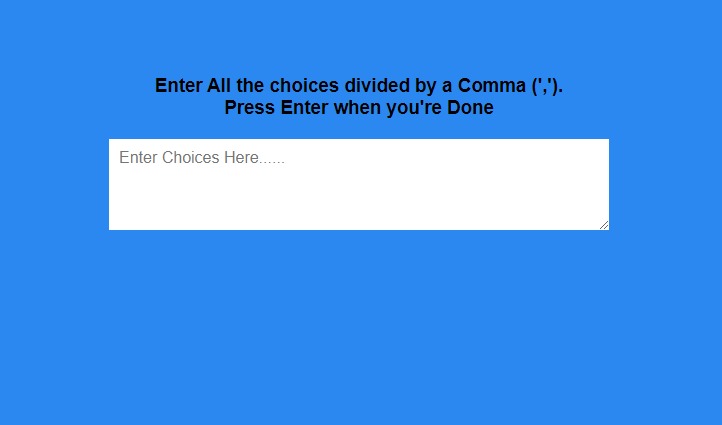 Enter All the choices divided by a Comma (',').
Press Enter when you're Done
Enter Choices Here......